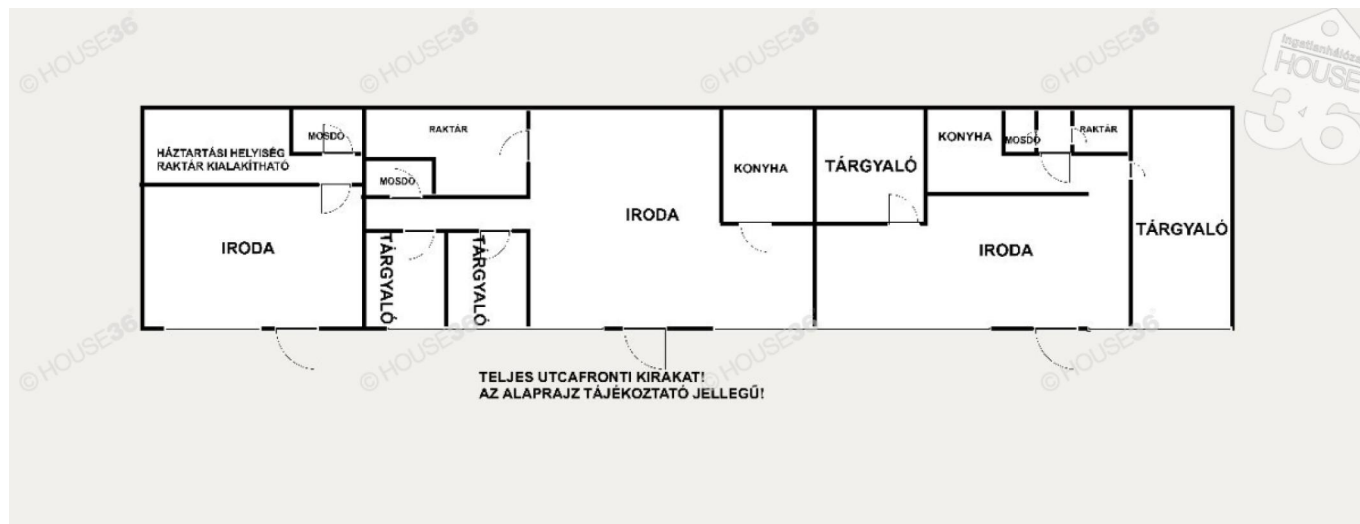 © HOUSE36
© HOUSE36
© HOUSE36
© HOUSE36
Ingatlanhálóza
HOUSE
36
MOSDÓ
HÁZTARTÁSI HELYISÉG
RAKTÁR KIALAKÍTHATÓ
IRODA
RAKTÁR
MOSDÓ
TÁRGYALÓ
TÁRGYALÓ
IRODA
KONYHA
TÁRGYALÓ
KONYHA
MOSDÓ
RAKTÁR
IRODA
TÁRGYALÓ
© HOUSE36
© HOUSE36
© HOUSE36
© HOUSE36
TELJES UTCAFRONTI KIRAKAT!
AZ ALAPRAJZ TÁJÉKOZTATÓ JELLEGŰ!